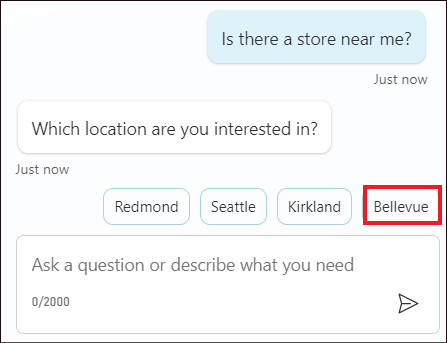 Is there a store near me?
Just now
Which location are you interested in?
Just now
Redmond Seattle Kirkland Bellevue
Ask a question or describe what you need
0/2000